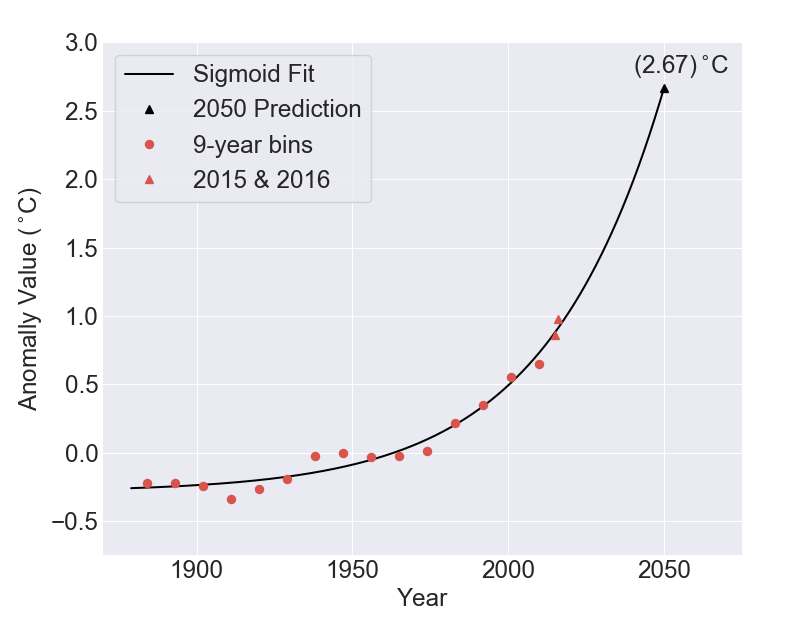 3.0
2.5
2.0
1.5
1.0
0.5
0.0
−0.5
Anomally Value (°C)
Sigmoid Fit
2050 Prediction
9-year bins
2015 & 2016
(2.67)°C
1900
1950
2000
2050
Year